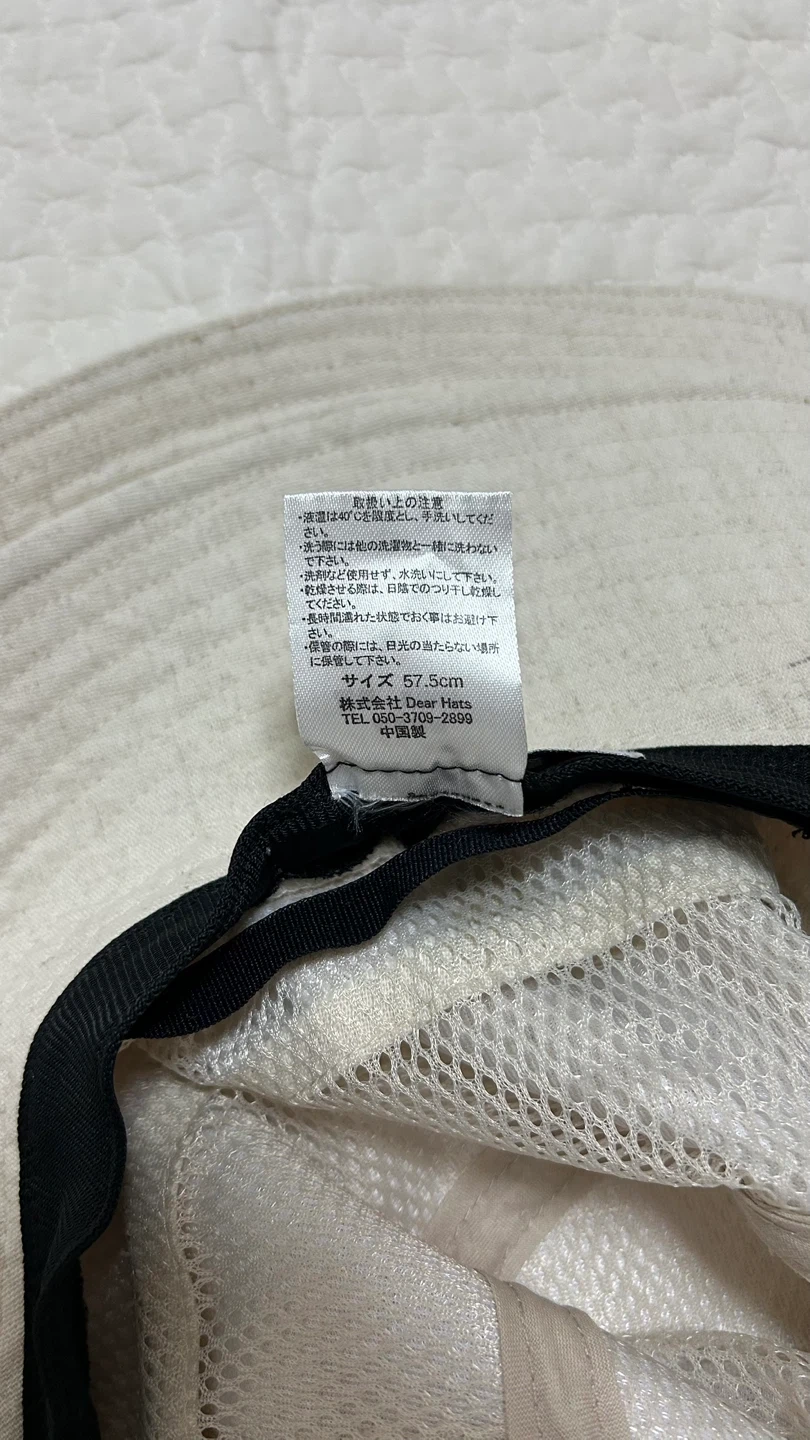 取扱い上の注意
・液温は40℃を限度とし、手洗いしてくだ
さい。
・洗う際には他の洗濯物と一緒に洗わない
で下さい。
・洗剤など使用せず、水洗いにして下さい。
・乾燥させる際は、日陰でのつり干し乾燥し
てください。
・長時間濡れた状態でおく事はお避け下
さい。
・保管の際には、日光の当たらない場所
に保管して下さい。
サイズ 57.5cm
株式会社 Dear Hats
TEL 050-3709-2899
中国製